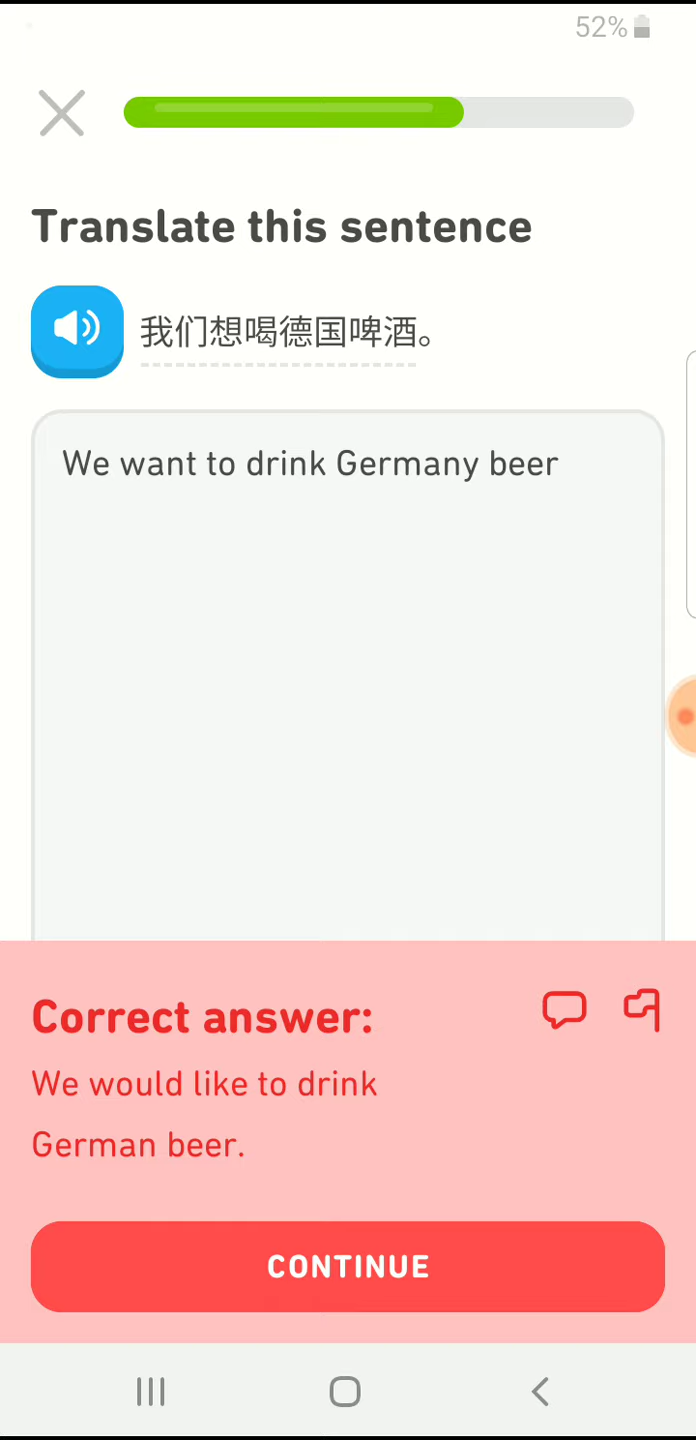 52%
Translate this sentence
我们想喝德国啤酒。
We want to drink Germany beer
Correct answer:
We would like to drink
German beer.
CONTINUE